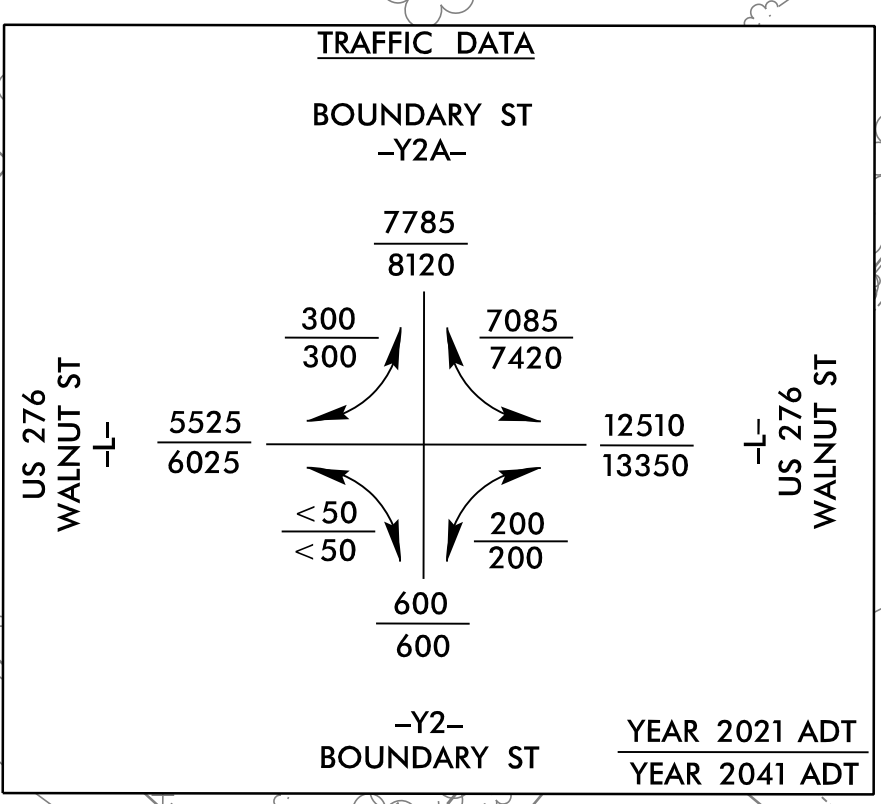 TRAFFIC DATA
BOUNDARY ST
–Y2A–
7785
8120
300
300
7085
7420
US 276
WALNUT ST
–L–
5525
6025
12510
13350
–L–
US 276
WALNUT ST
<50
<50
200
200
600
600
–Y2–
BOUNDARY ST
YEAR 2021 ADT
YEAR 2041 ADT